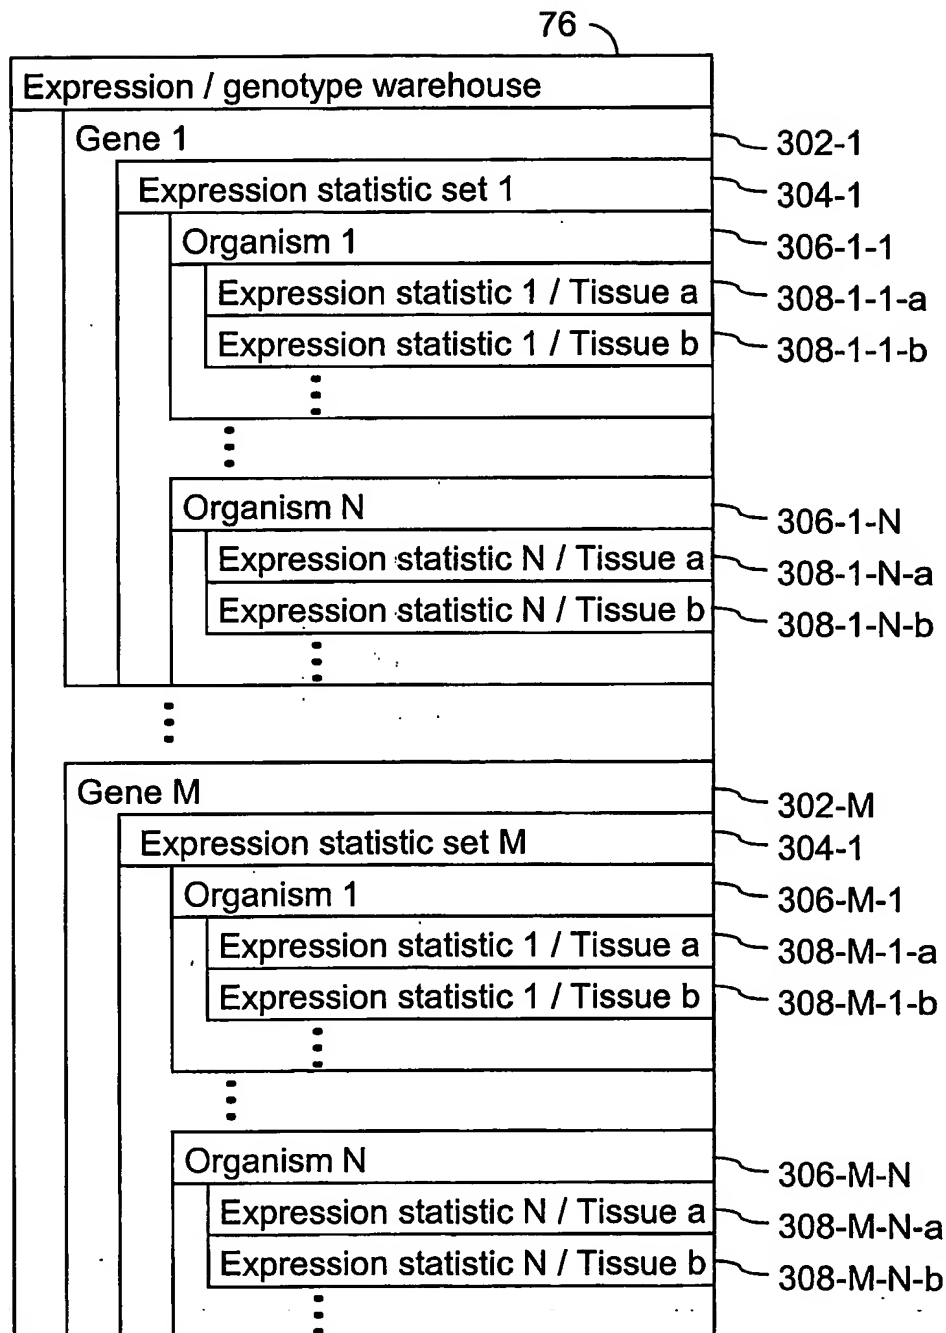 76
Expression / genotype warehouse
Gene 1 302-1
Expression statistic set 1 304-1
Organism 1 306-1-1
Expression statistic 1 / Tissue a 308-1-1-a
Expression statistic 1 / Tissue b 308-1-1-b
Organism N 306-1-N
Expression statistic N / Tissue a 308-1-N-a
Expression statistic N / Tissue b 308-1-N-b
Gene M 302-M
Expression statistic set M 304-1
Organism 1 306-M-1
Expression statistic 1 / Tissue a 308-M-1-a
Expression statistic 1 / Tissue b 308-M-1-b
Organism N 306-M-N
Expression statistic N / Tissue a 308-M-N-a
Expression statistic N / Tissue b 308-M-N-b